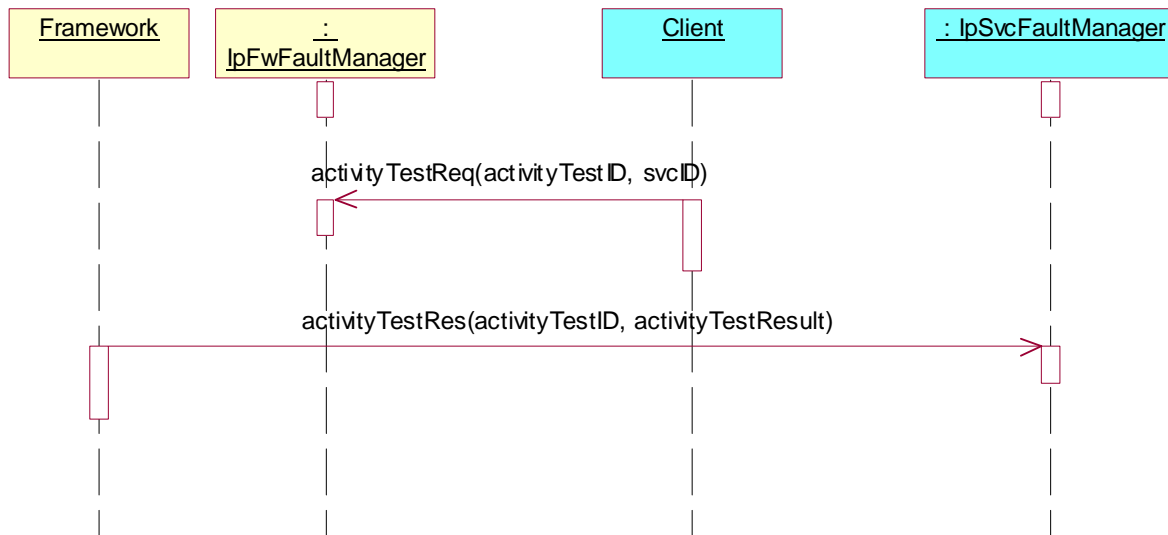 Framework
:
IpFwFaultManager
Client
: IpSvcFaultManager
activityTestReq(activityTestID, svcID)
activityTestRes(activityTestID, activityTestResult)